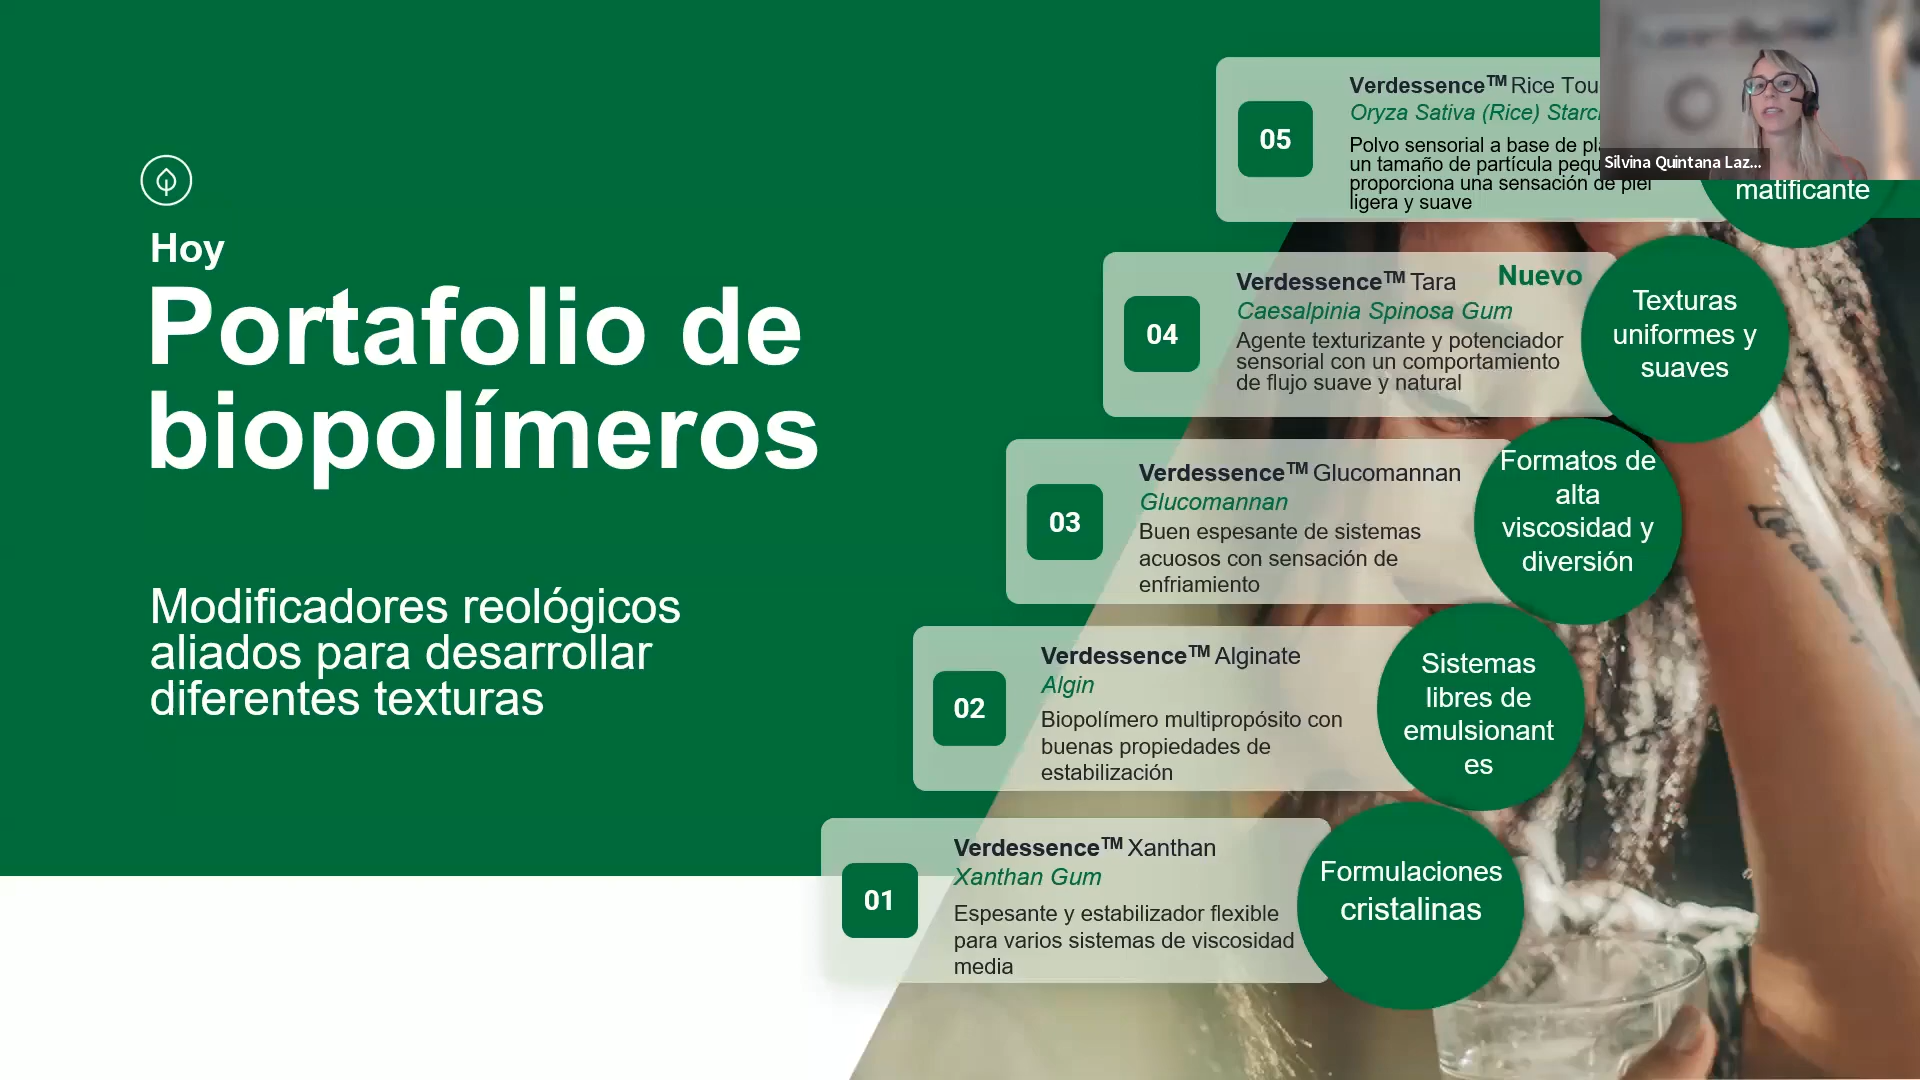 Hoy
Portafolio de
biopolímeros
Modificadores reológicos
aliados para desarrollar
diferentes texturas
05
Verdessence™ Rice
Oryza Sativa (Rice)
Polvo sensorial a base de
un tamaño de partícula
proporciona una sensación de piel
ligera y suave
matificante
Silvina Quintana Laz...
04
Verdessence™ Tara
Nuevo
Caesalpinia Spinosa Gum
Agente texturizante y potenciador
sensorial con un comportamiento
de flujo suave y natural
Texturas
uniformes y
suaves
03
Verdessence™ Glucomannan
Glucomannan
Buen espesante de sistemas
acuosos con sensación de
enfriamiento
Formatos de
alta
viscosidad y
diversión
02
Verdessence™ Alginate
Algin
Biopolímero multipropósito con
buenas propiedades de
estabilización
Sistemas
libres de
emulsionant
es
01
Verdessence™ Xanthan
Xanthan Gum
Espesante y estabilizador flexible
para varios sistemas de viscosidad
media
Formulaciones
cristalinas